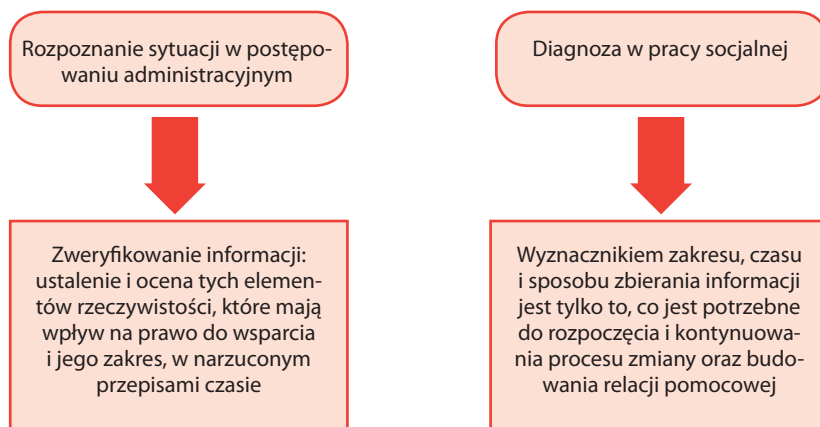 Rozpoznanie sytuacji w postępo-
waniu administracyjnym
Diagnoza w pracy socjalnej
Zweryfikowanie informacji:
ustalenie i ocena tych elemen-
tów rzeczywistości, które mają
wpływ na prawo do wsparcia
i jego zakres, w narzuconym
przepisami czasie
Wyznacznikiem zakresu, czasu
i sposobu zbierania informacji
jest tylko to, co jest potrzebne
do rozpoczęcia i kontynuowa-
nia procesu zmiany oraz budo-
wania relacji pomocowej